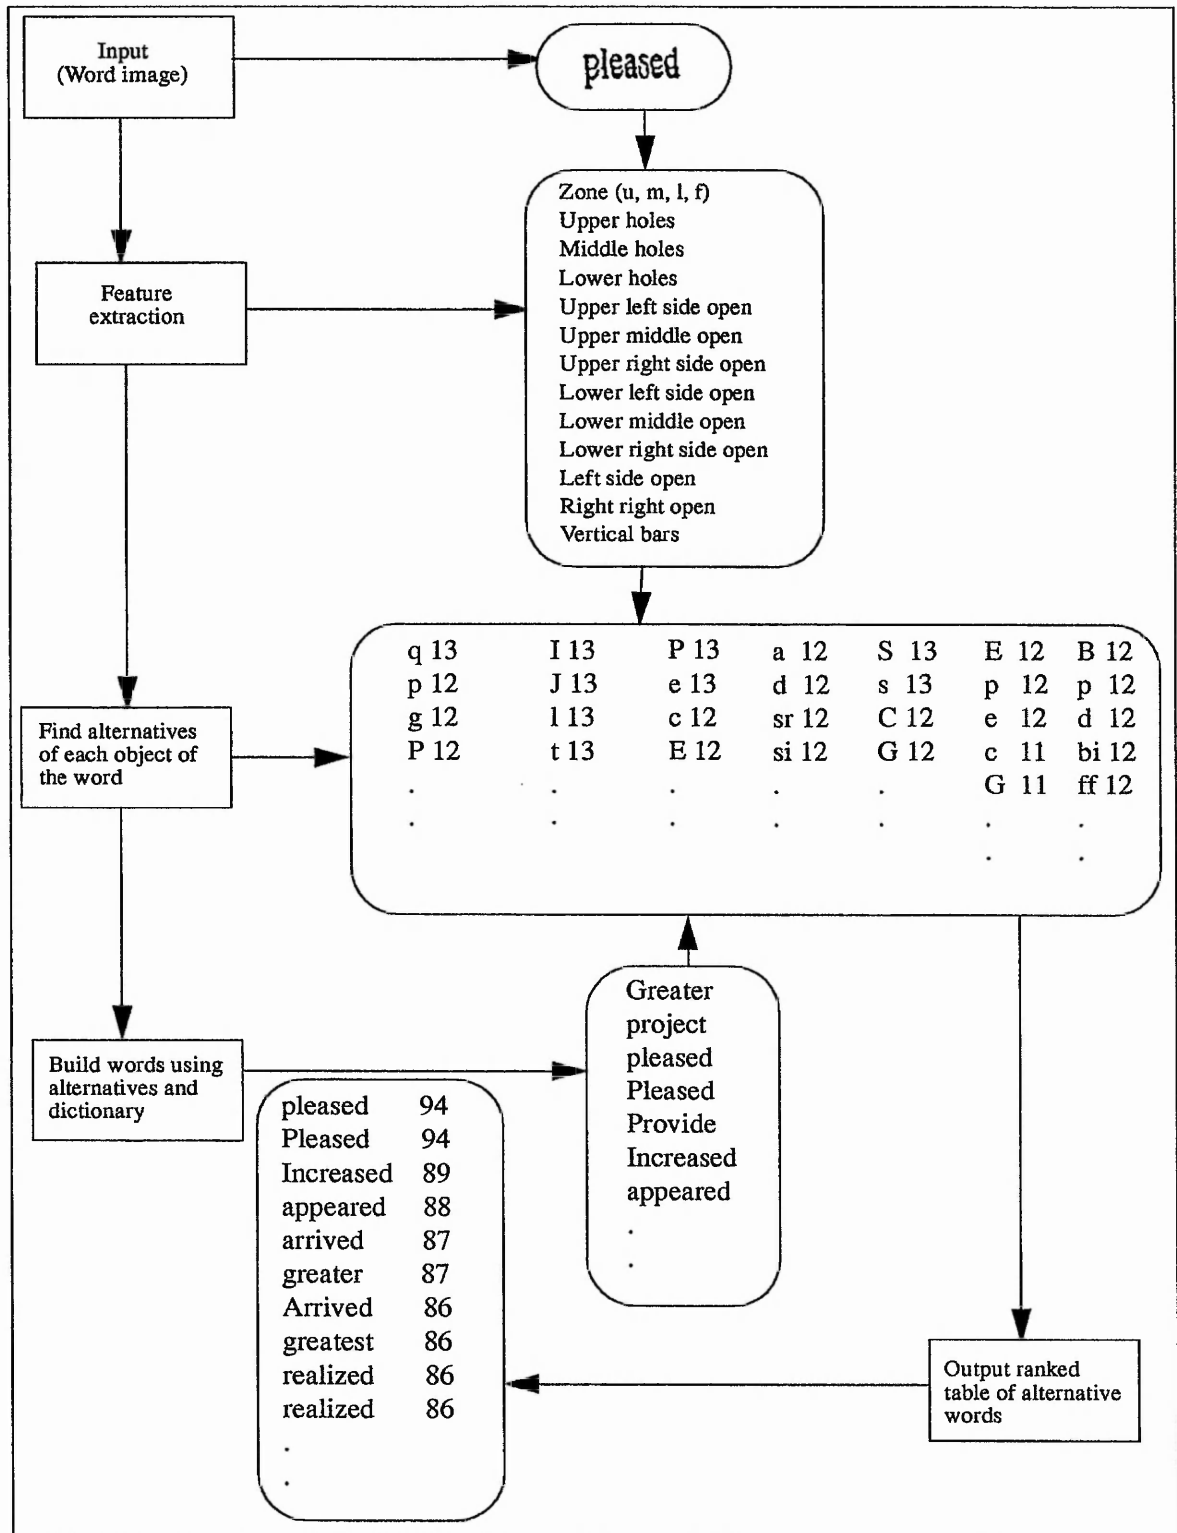 Input
(Word image)
pleased
Zone (u, m, l, f)
Upper holes
Middle holes
Lower holes
Upper left side open
Upper middle open
Upper right side open
Lower left side open
Lower middle open
Lower right side open
Left side open
Right right open
Vertical bars
Feature
extraction
q 13 I 13 P 13 a 12 S 13 E 12 B 12
p 12 J 13 e 13 d 12 s 13 p 12 p 12
g 12 l 13 c 12 sr 12 C 12 e 12 d 12
P 12 t 13 E 12 si 12 G 12 c 11 bi 12
. . . . . G 11 ff 12
. . . . . . .
. .
Find alternatives
of each object of
the word
Greater
project
pleased
Pleased
Provide
Increased
appeared
.
.
Build words using
alternatives and
dictionary
pleased 94
Pleased 94
Increased 89
appeared 88
arrived 87
greater 87
Arrived 86
greatest 86
realized 86
realized 86
.
.
Output ranked
table of alternative
words